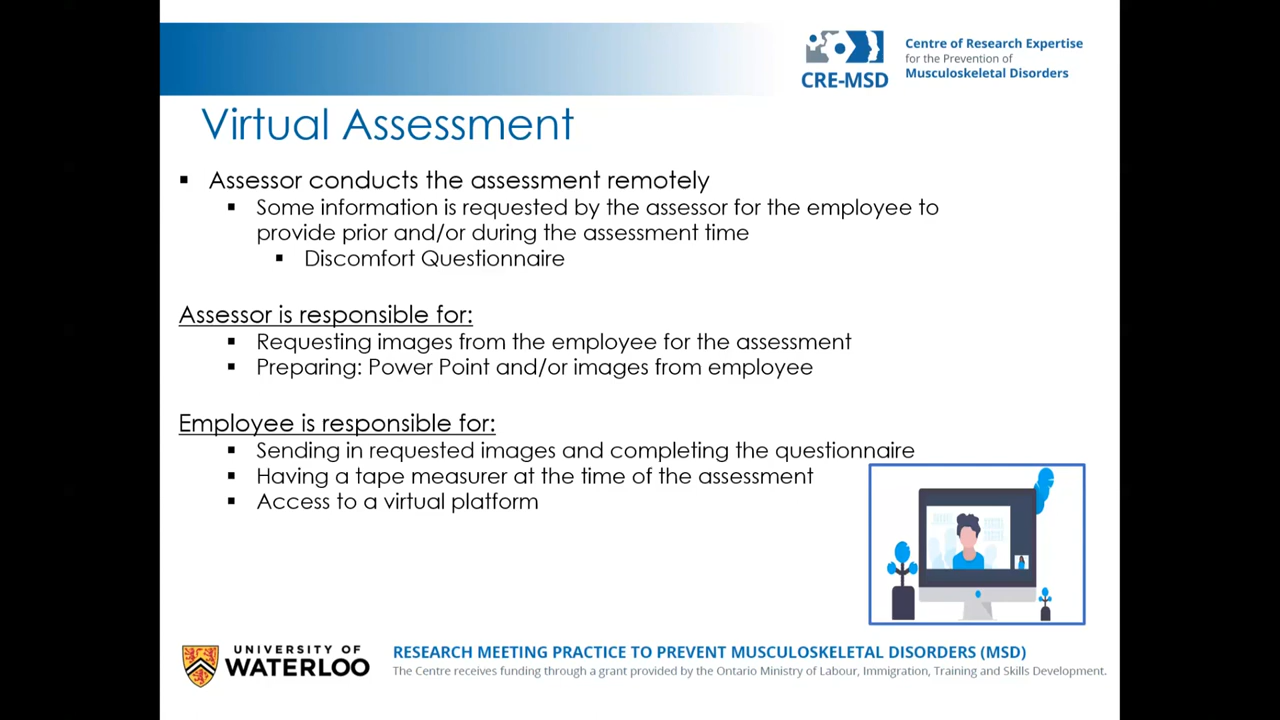 CRE-MSD
Centre of Research Expertise
for the Prevention of
Musculoskeletal Disorders
Virtual Assessment
▪ Assessor conducts the assessment remotely
▪ Some information is requested by the assessor for the employee to
provide prior and/or during the assessment time
▪ Discomfort Questionnaire
Assessor is responsible for:
▪ Requesting images from the employee for the assessment
▪ Preparing: Power Point and/or images from employee
Employee is responsible for:
▪ Sending in requested images and completing the questionnaire
▪ Having a tape measurer at the time of the assessment
▪ Access to a virtual platform
UNIVERSITY OF
WATERLOO
RESEARCH MEETING PRACTICE TO PREVENT MUSCULOSKELETAL DISORDERS (MSD)
The Centre receives funding through a grant provided by the Ontario Ministry of Labour, Immigration, Training and Skills Development.